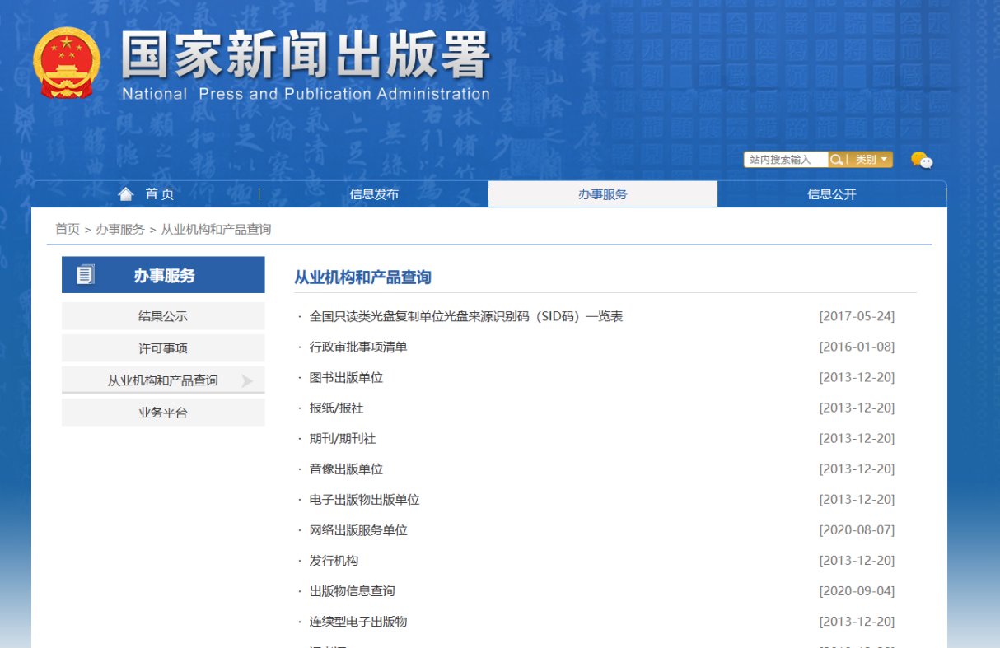 国家新闻出版署
National Press and Publication Administration
站内搜索输入 类别
首页 信息发布 办事服务 信息公开
首页 > 办事服务 > 从业机构和产品查询
办事服务
结果公示
许可事项
从业机构和产品查询
业务平台
从业机构和产品查询
· 全国只读类光盘复制单位光盘来源识别码（SID码）一览表 [2017-05-24]
· 行政审批事项清单 [2016-01-08]
· 图书出版单位 [2013-12-20]
· 报纸/报社 [2013-12-20]
· 期刊/期刊社 [2013-12-20]
· 音像出版单位 [2013-12-20]
· 电子出版物出版单位 [2013-12-20]
· 网络出版服务单位 [2020-08-07]
· 发行机构 [2013-12-20]
· 出版物信息查询 [2020-09-04]
· 连续型电子出版物 [2013-12-20]